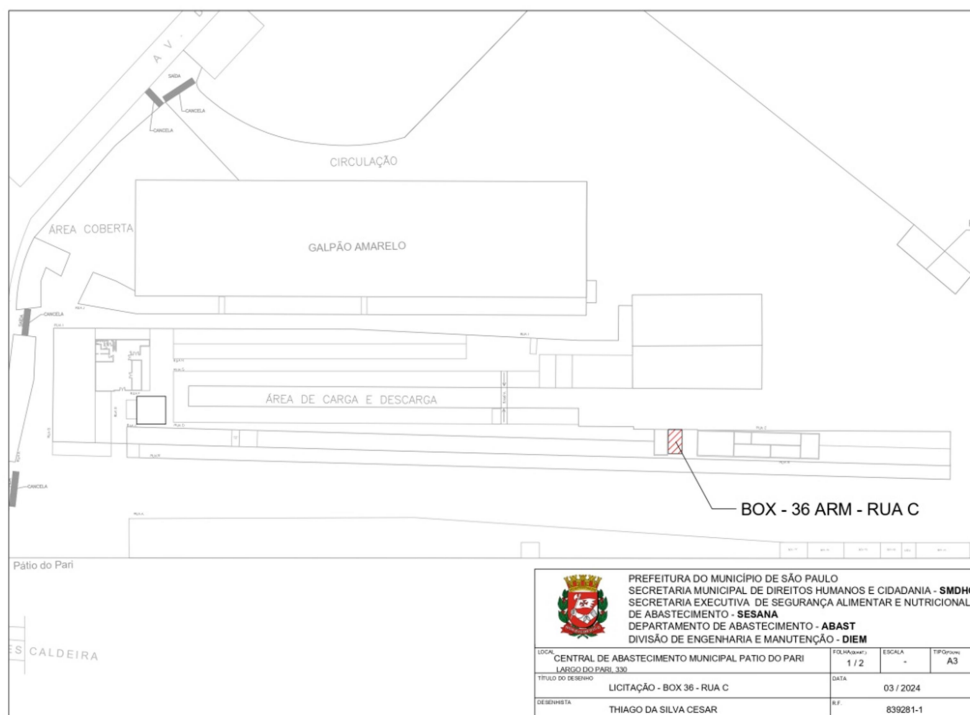 A V. D
SAÍDA
CANCELA
CANCELA
CIRCULAÇÃO
ÁREA COBERTA
GALPÃO AMARELO
CANCELA
ÁREA DE CARGA E DESCARGA
CANCELA
BOX - 36 ARM - RUA C
Pátio do Pari
ES CALDEIRA
PREFEITURA DO MUNICÍPIO DE SÃO PAULO
SECRETARIA MUNICIPAL DE DIREITOS HUMANOS E CIDADANIA - SMDHC
SECRETARIA EXECUTIVA DE SEGURANÇA ALIMENTAR E NUTRICIONAL
DE ABASTECIMENTO - SESANA
DEPARTAMENTO DE ABASTECIMENTO - ABAST
DIVISÃO DE ENGENHARIA E MANUTENÇÃO - DIEM
LOCAL
CENTRAL DE ABASTECIMENTO MUNICIPAL PATIO DO PARI
LARGO DO PARI, 330
ESCALA
1 / 2
-
A3
TÍTULO DO DESENHO
LICITAÇÃO - BOX 36 - RUA C
DATA
03 / 2024
DESENHISTA
THIAGO DA SILVA CESAR
R.F.
839281-1